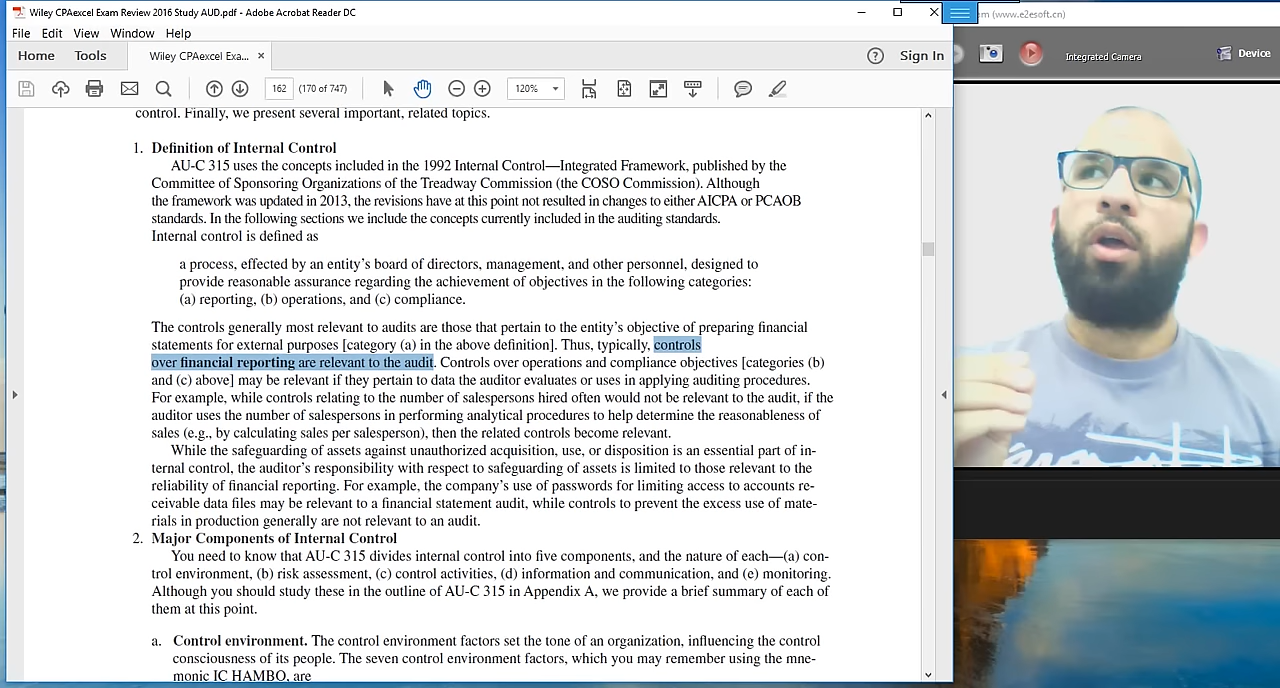 Wiley CPAexcel Exam Review 2016 Study AUD.pdf - Adobe Acrobat Reader DC
(www.e2esoft.cn)
File Edit View Window Help
Home Tools Wiley CPAexcel Exa... × ? Sign In
Integrated Camera Device
162 (170 of 747) 120%
control. Finally, we present several important, related topics.
1. Definition of Internal Control
AU-C 315 uses the concepts included in the 1992 Internal Control—Integrated Framework, published by the
Committee of Sponsoring Organizations of the Treadway Commission (the COSO Commission). Although
the framework was updated in 2013, the revisions have at this point not resulted in changes to either AICPA or PCAOB
standards. In the following sections we include the concepts currently included in the auditing standards.
Internal control is defined as
a process, effected by an entity's board of directors, management, and other personnel, designed to
provide reasonable assurance regarding the achievement of objectives in the following categories:
(a) reporting, (b) operations, and (c) compliance.
The controls generally most relevant to audits are those that pertain to the entity's objective of preparing financial
statements for external purposes [category (a) in the above definition]. Thus, typically, controls
over financial reporting are relevant to the audit. Controls over operations and compliance objectives [categories (b)
and (c) above] may be relevant if they pertain to data the auditor evaluates or uses in applying auditing procedures.
For example, while controls relating to the number of salespersons hired often would not be relevant to the audit, if the
auditor uses the number of salespersons in performing analytical procedures to help determine the reasonableness of
sales (e.g., by calculating sales per salesperson), then the related controls become relevant.
While the safeguarding of assets against unauthorized acquisition, use, or disposition is an essential part of in-
ternal control, the auditor's responsibility with respect to safeguarding of assets is limited to those relevant to the
reliability of financial reporting. For example, the company's use of passwords for limiting access to accounts re-
ceivable data files may be relevant to a financial statement audit, while controls to prevent the excess use of mate-
rials in production generally are not relevant to an audit.
2. Major Components of Internal Control
You need to know that AU-C 315 divides internal control into five components, and the nature of each—(a) con-
trol environment, (b) risk assessment, (c) control activities, (d) information and communication, and (e) monitoring.
Although you should study these in the outline of AU-C 315 in Appendix A, we provide a brief summary of each of
them at this point.
a. Control environment. The control environment factors set the tone of an organization, influencing the control
consciousness of its people. The seven control environment factors, which you may remember using the mne-
monic IC HAMBO, are